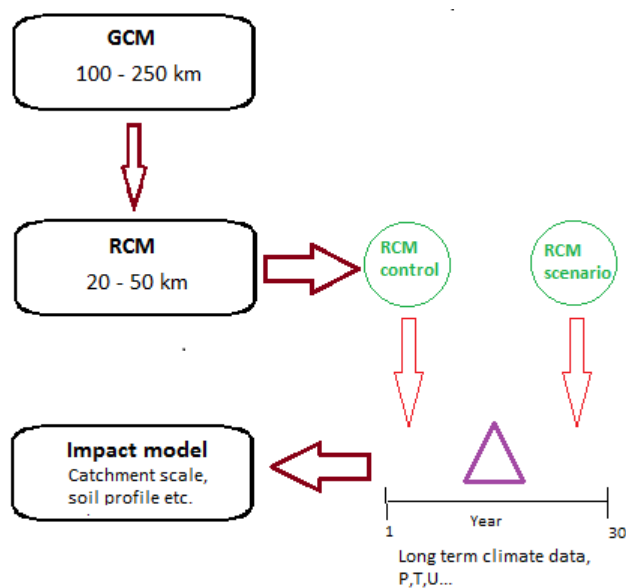 GCM
100 - 250 km
RCM
20 - 50 km
RCM
control
RCM
scenario
Impact model
Catchment scale,
soil profile etc.
1
Year
30
Long term climate data,
P,T,U...